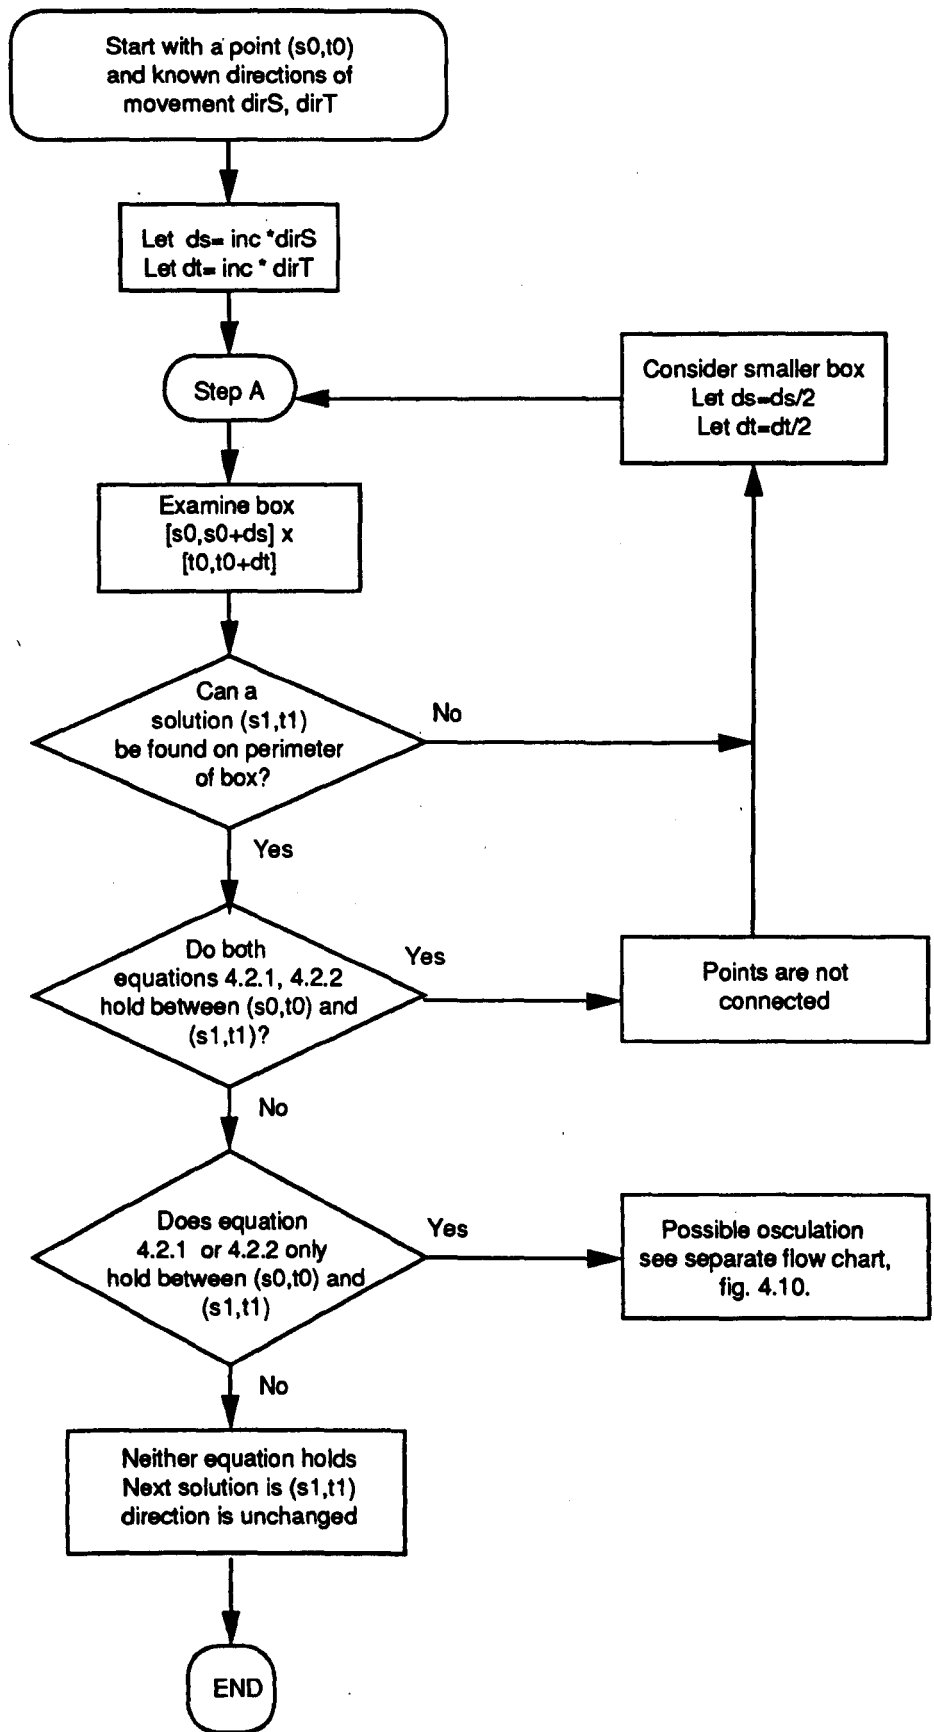 Start with a point (s0,t0)
and known directions of
movement dirS, dirT
Let ds= inc *dirS
Let dt= inc * dirT
Step A
Consider smaller box
Let ds=ds/2
Let dt=dt/2
Examine box
[s0,s0+ds] x
[t0,t0+dt]
Can a
solution (s1,t1)
be found on perimeter
of box?
No
Yes
Do both
equations 4.2.1, 4.2.2
hold between (s0,t0) and
(s1,t1)?
Yes
Points are not
connected
No
Does equation
4.2.1 or 4.2.2 only
hold between (s0,t0) and
(s1,t1)
Yes
Possible osculation
see separate flow chart,
fig. 4.10.
No
Neither equation holds
Next solution is (s1,t1)
direction is unchanged
END